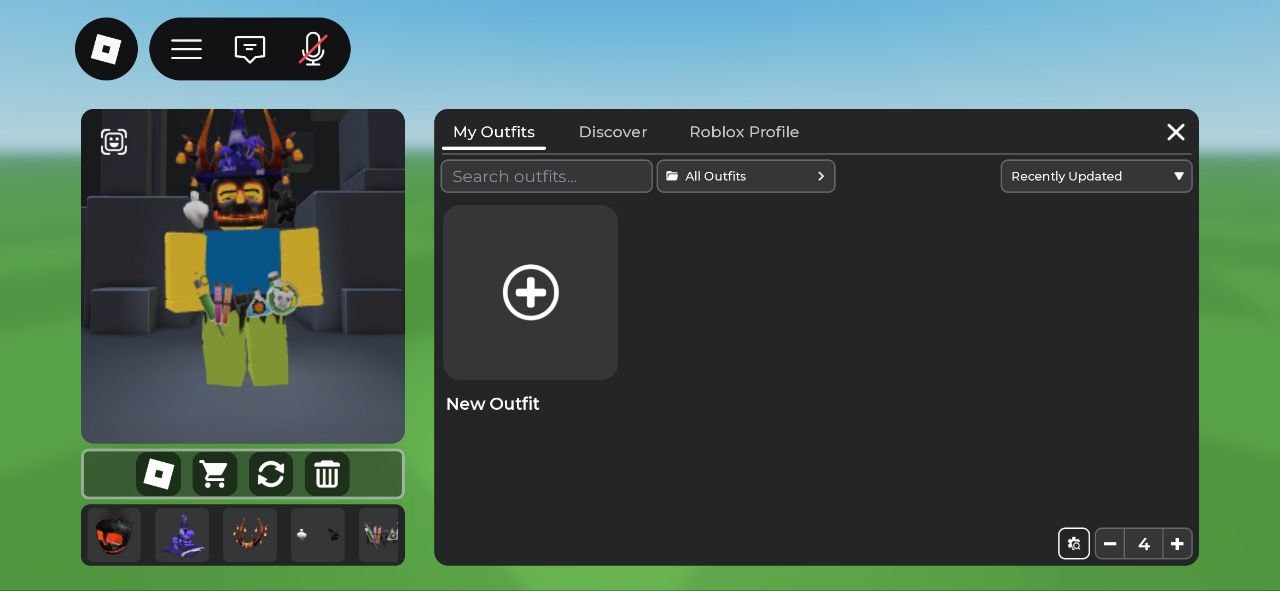 My Outfits
Discover
Roblox Profile
Search outfits...
All Outfits
Recently Updated
New Outfit
4